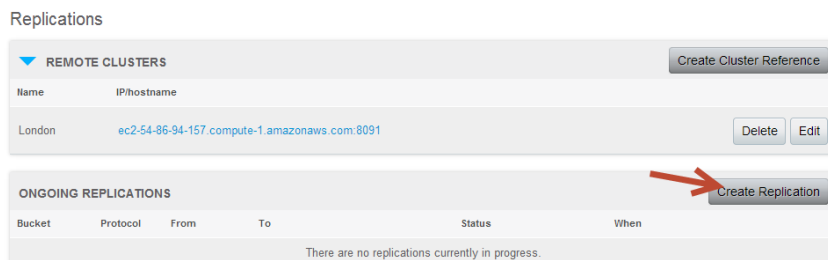 Replications
REMOTE CLUSTERS Create Cluster Reference
Name IP/hostname
London ec2-54-86-94-157.compute-1.amazonaws.com:8091 Delete Edit
ONGOING REPLICATIONS Create Replication
Bucket Protocol From To Status When
There are no replications currently in progress.